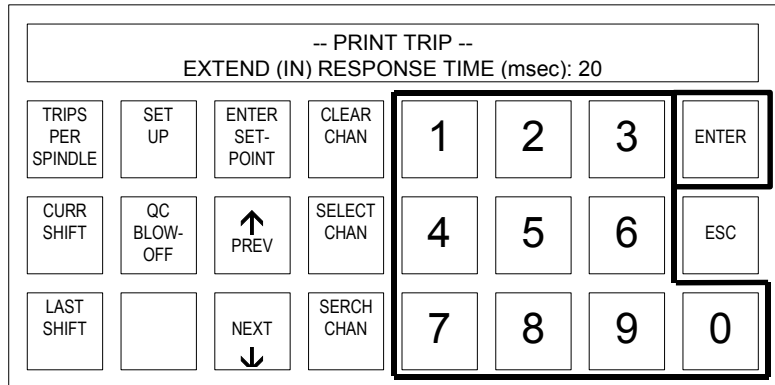 -- PRINT TRIP --
EXTEND (IN) RESPONSE TIME (msec): 20
TRIPS
PER
SPINDLE
SET
UP
ENTER
SET-
POINT
CLEAR
CHAN
1
2
3
ENTER
CURR
SHIFT
QC
BLOW-
OFF
PREV
SELECT
CHAN
4
5
6
ESC
LAST
SHIFT
NEXT
SERCH
CHAN
7
8
9
0